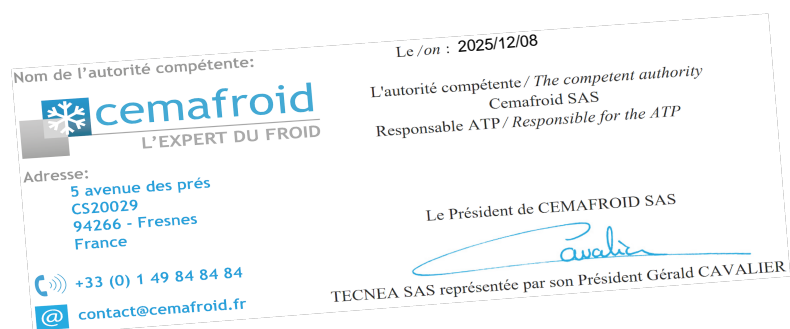 Nom de l'autorité compétente:
cemafroid
L'EXPERT DU FROID
Adresse:
5 avenue des prés
CS20029
94266 - Fresnes
France
+33 (0) 1 49 84 84 84
@ contact@cemafroid.fr
Le /on : 2025/12/08
L'autorité compétente / The competent authority
Cemafroid SAS
Responsable ATP / Responsible for the ATP
Le Président de CEMAFROID SAS
Cavalier
TECNEA SAS représentée par son Président Gérald CAVALIER